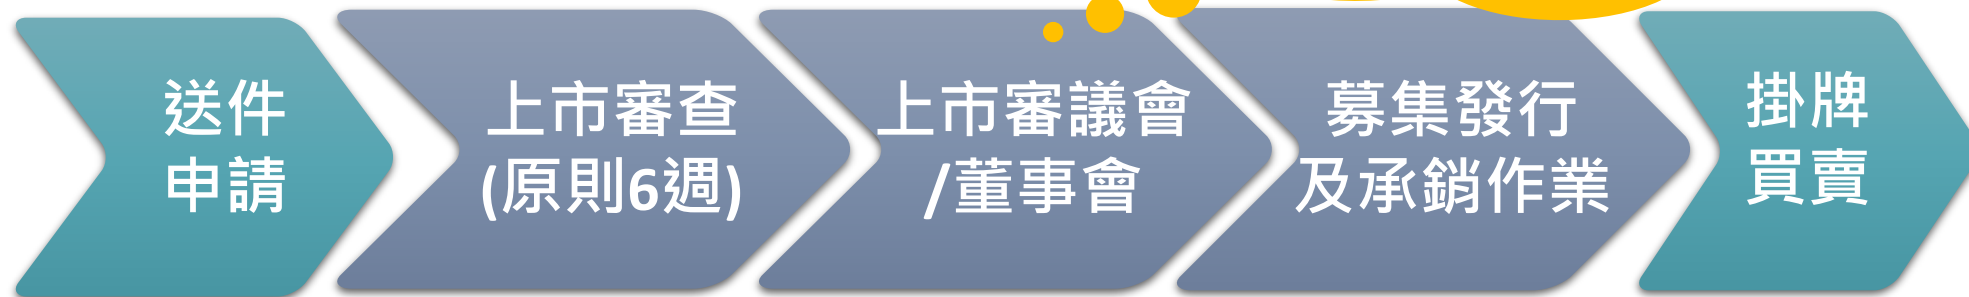 送件
申請
上市審查
(原則6週)
上市審議會
/董事會
募集發行
及承銷作業
掛牌
買賣